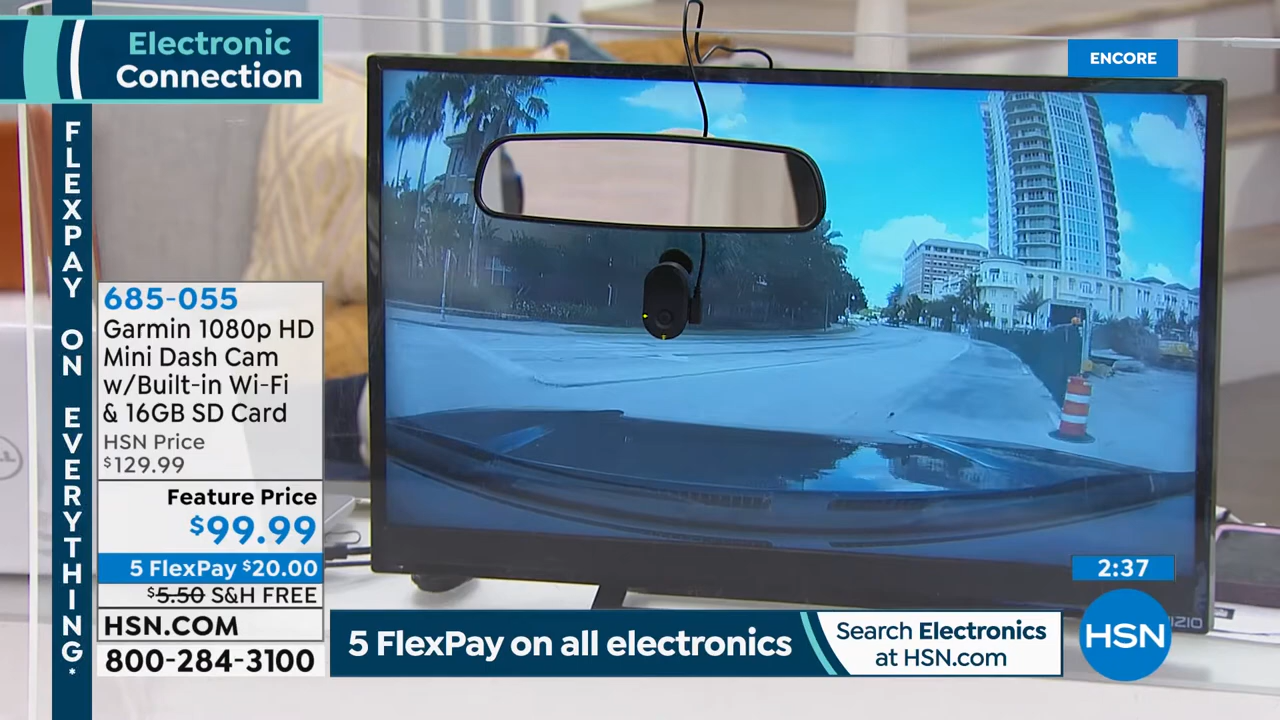 Electronic
Connection
ENCORE
FLEXPAY ON EVERYTHING*
685-055
Garmin 1080p HD
Mini Dash Cam
w/Built-in Wi-Fi
& 16GB SD Card
HSN Price
$129.99
Feature Price
$99.99
5 FlexPay $20.00
$5.50 S&H FREE
HSN.COM
800-284-3100
5 FlexPay on all electronics
Search Electronics
at HSN.com
2:37
HSN